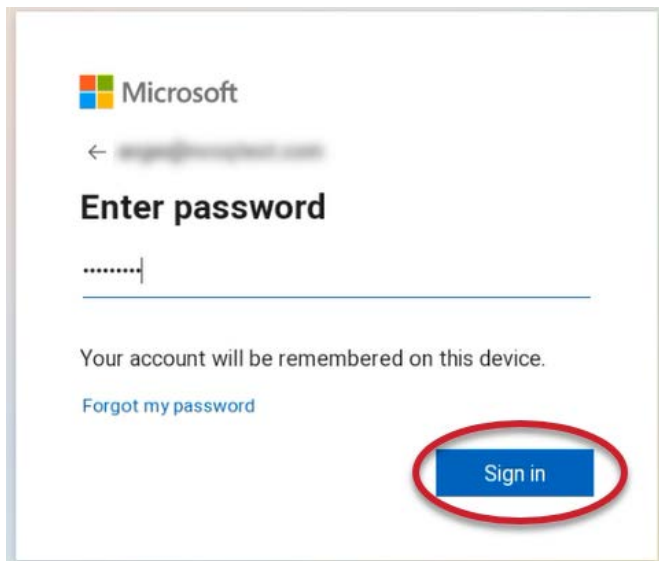 Microsoft
Enter password
Your account will be remembered on this device.
Forgot my password
Sign in